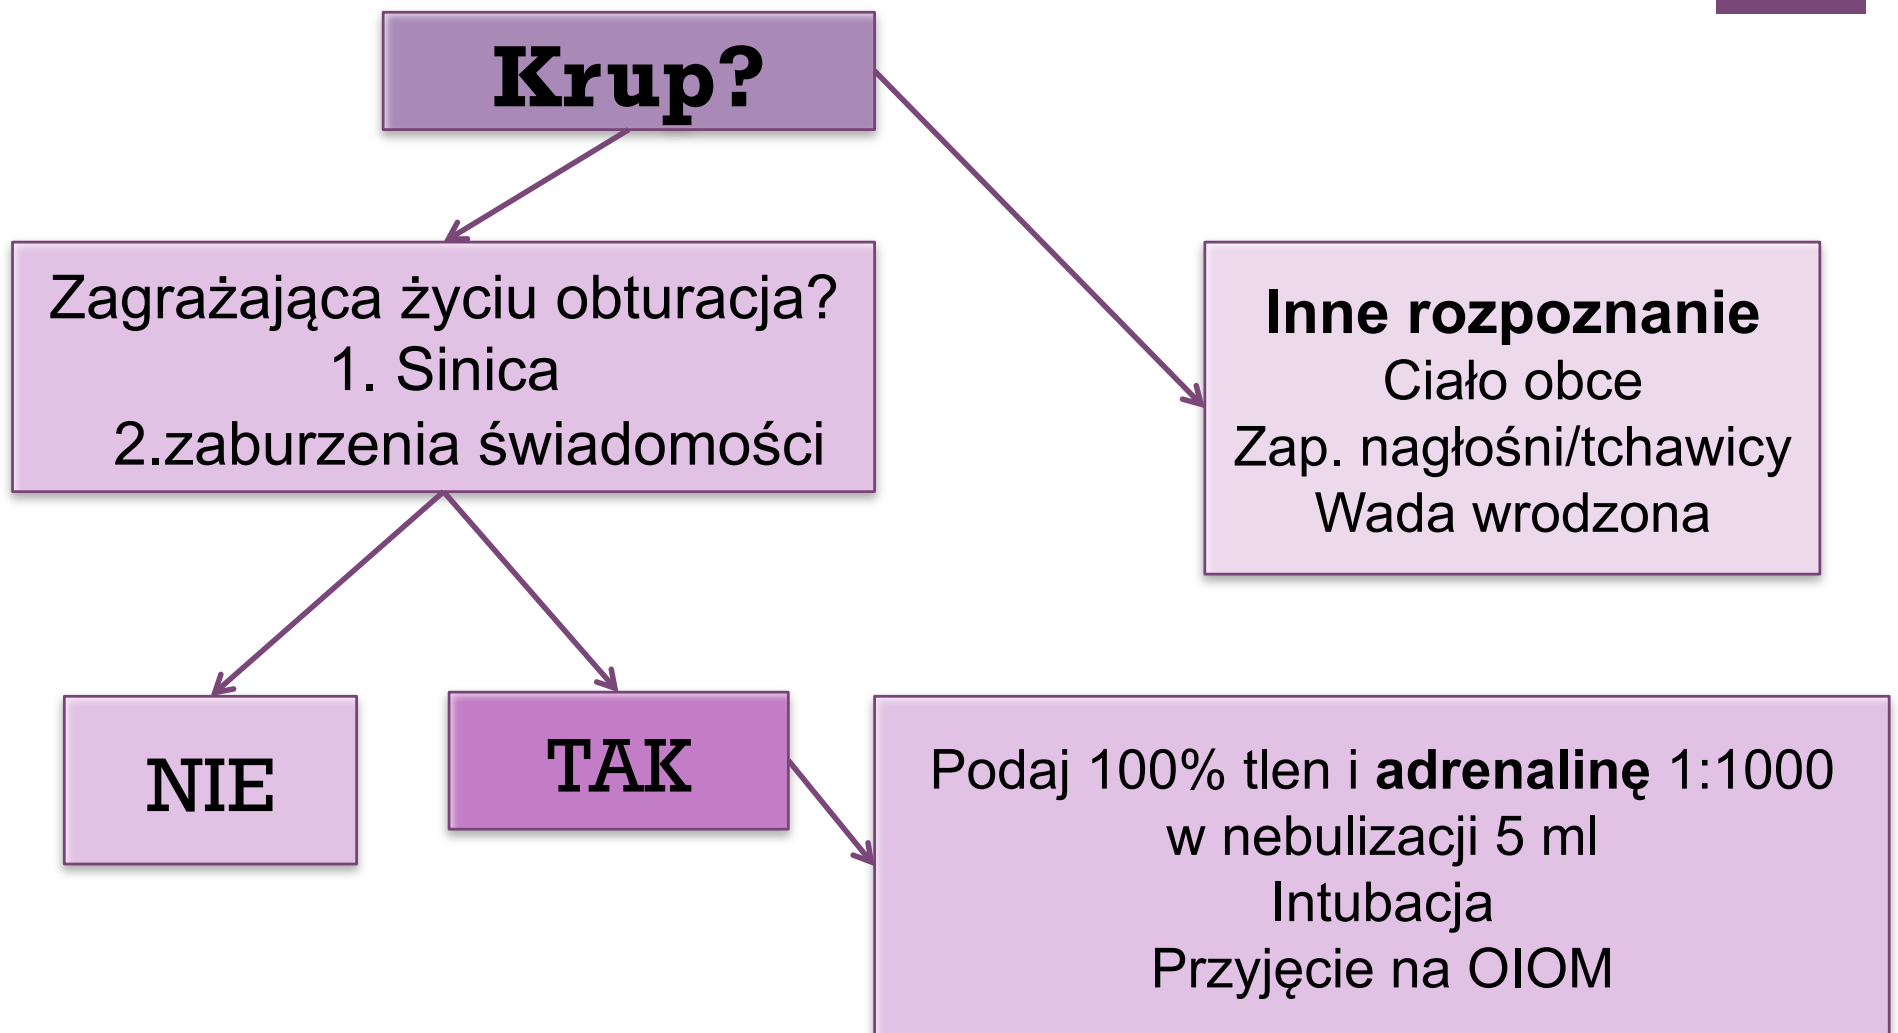 Krup?
Zagrażająca życiu obturacja?
1. Sinica
2.zaburzenia świadomości
Inne rozpoznanie
Ciało obce
Zap. nagłośni/tchawicy
Wada wrodzona
NIE
TAK
Podaj 100% tlen i adrenalinę 1:1000
w nebulizacji 5 ml
Intubacja
Przyjęcie na OIOM